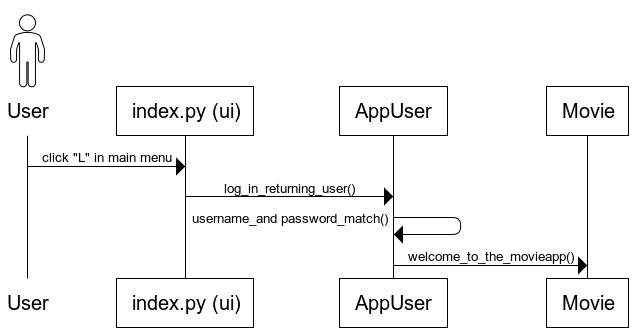 User
index.py (ui)
AppUser
Movie
click "L" in main menu
log_in_returning_user()
username_and password_match()
welcome_to_the_movieapp()
User
index.py (ui)
AppUser
Movie